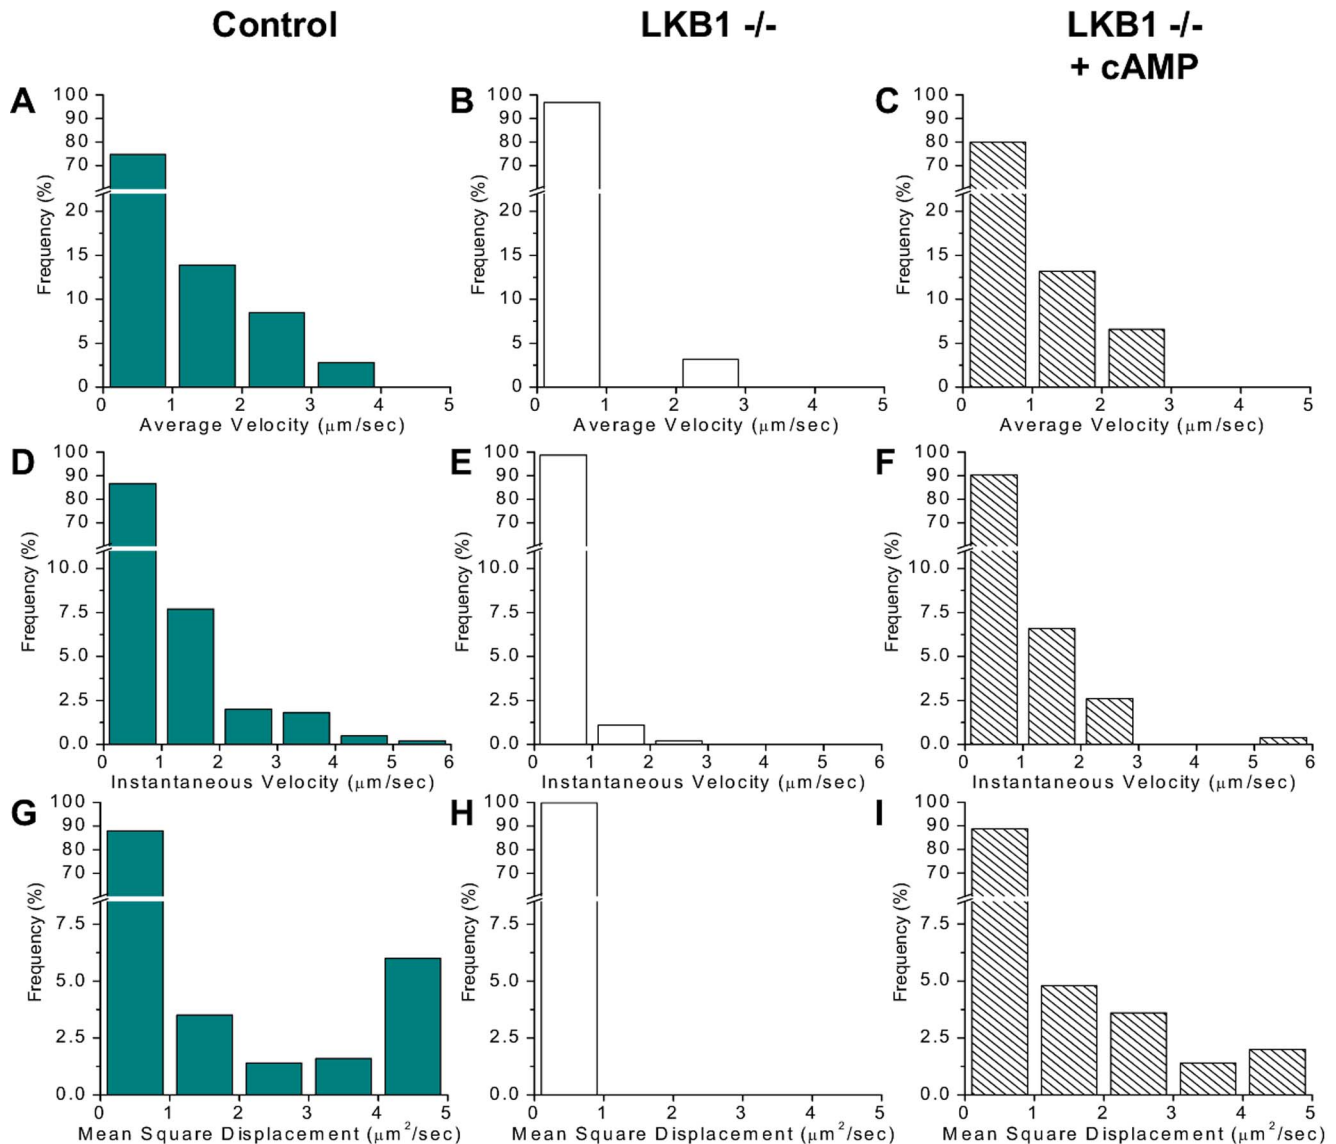 Control
LKB1 -/-
LKB1 -/-
+ cAMP
A
100
90
80
70
20
15
10
5
0
Frequency (%)
0 1 2 3 4 5
Average Velocity (μm/sec)
B
100
90
80
70
20
15
10
5
0
Frequency (%)
0 1 2 3 4 5
Average Velocity (μm/sec)
C
100
90
80
70
20
15
10
5
0
Frequency (%)
0 1 2 3 4 5
Average Velocity (μm/sec)
D
100
90
80
70
10.0
7.5
5.0
2.5
0.0
Frequency (%)
0 1 2 3 4 5 6
Instantaneous Velocity (μm/sec)
E
100
90
80
70
10.0
7.5
5.0
2.5
0.0
Frequency (%)
0 1 2 3 4 5 6
Instantaneous Velocity (μm/sec)
F
100
90
80
70
10.0
7.5
5.0
2.5
0.0
Frequency (%)
0 1 2 3 4 5 6
Instantaneous Velocity (μm/sec)
G
100
90
80
70
7.5
5.0
2.5
0.0
Frequency (%)
0 1 2 3 4 5
Mean Square Displacement (μm²/sec)
H
100
90
80
70
7.5
5.0
2.5
0.0
Frequency (%)
0 1 2 3 4 5
Mean Square Displacement (μm²/sec)
I
100
90
80
70
7.5
5.0
2.5
0.0
Frequency (%)
0 1 2 3 4 5
Mean Square Displacement (μm²/sec)